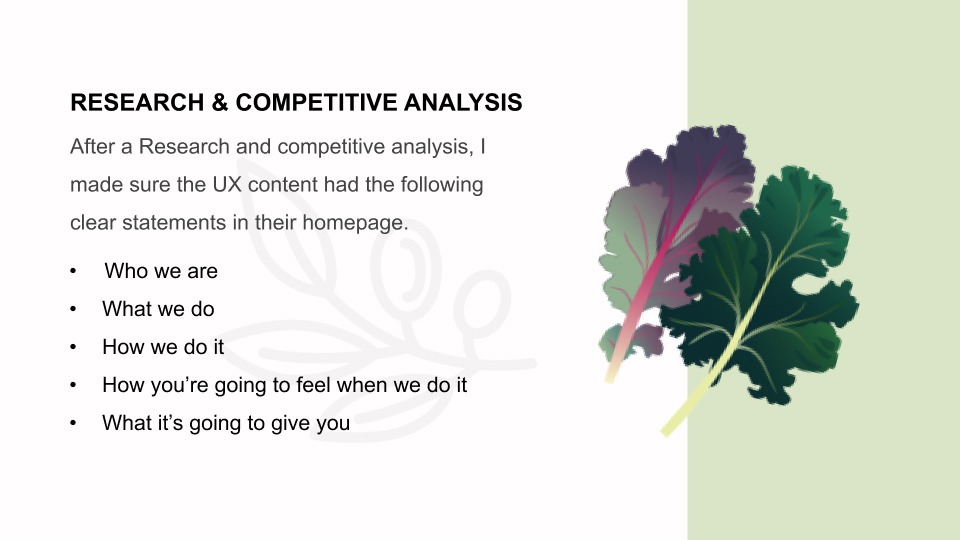 RESEARCH & COMPETITIVE ANALYSIS
After a Research and competitive analysis, I
made sure the UX content had the following
clear statements in their homepage.
• Who we are
• What we do
• How we do it
• How you’re going to feel when we do it
• What it’s going to give you